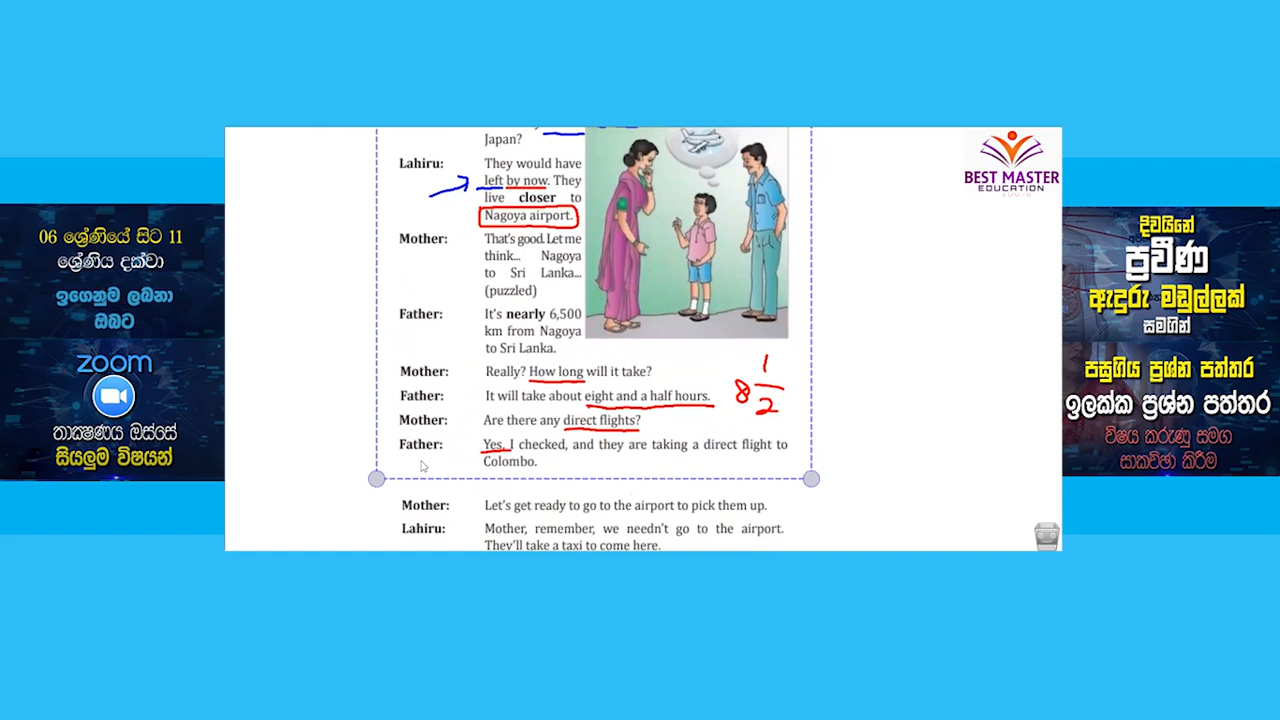 06 ශ්‍රේණියේ සිට 11
ශ්‍රේණිය දක්වා
ඉගෙනුම ලබනා
ඔබට
zoom
තාක්ෂණය ඔස්සේ
සියලුම විෂයන්
Japan?
Lahiru: They would have
left by now. They
live closer to
Nagoya airport.
Mother: That's good. Let me
think... Nagoya
to Sri Lanka...
(puzzled)
Father: It's nearly 6,500
km from Nagoya
to Sri Lanka.
Mother: Really? How long will it take?
Father: It will take about eight and a half hours.
8 1/2
Mother: Are there any direct flights?
Father: Yes, I checked, and they are taking a direct flight to
Colombo.
Mother: Let's get ready to go to the airport to pick them up.
Lahiru: Mother, remember, we needn't go to the airport.
They'll take a taxi to come here.
BEST MASTER
EDUCATION
දිවයිනේ
ප්‍රවීණ
ඇදුරු මඩුල්ලක්
සමගින්
පසුගිය ප්‍රශ්න පත්තර
ඉලක්ක ප්‍රශ්න පත්තර
විෂය කරුණු සමග
සාකච්ඡා කිරීම